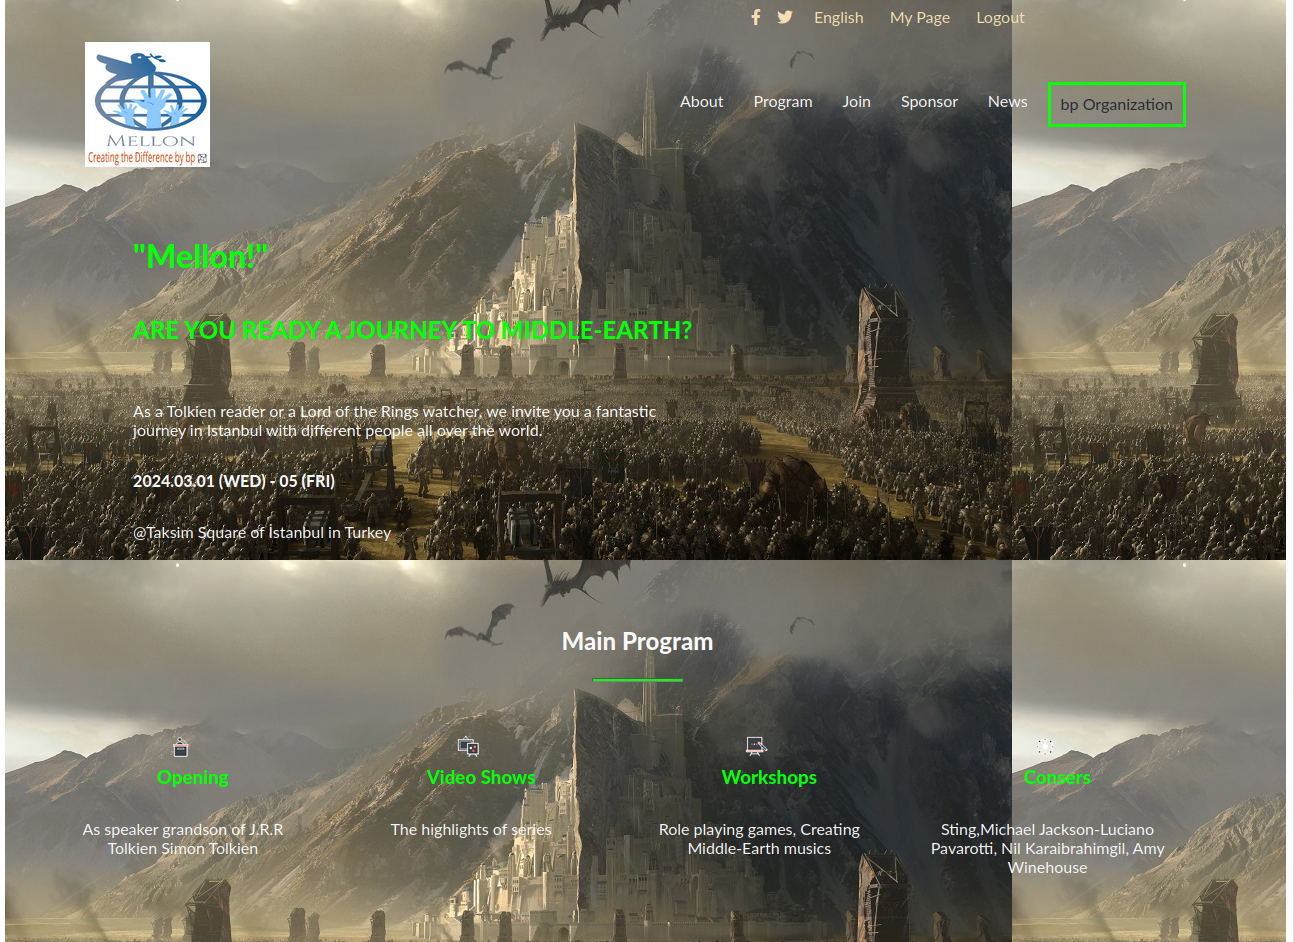 English My Page Logout
MELLON
Creating the Difference by bp
About Program Join Sponsor News bp Organization
"Mellon!"
ARE YOU READY A JOURNEY TO MIDDLE-EARTH?
As a Tolkien reader or a Lord of the Rings watcher, we invite you a fantastic
journey in Istanbul with different people all over the world.
2024.03.01 (WED) - 05 (FRI)
@Taksim Square of İstanbul in Turkey
Main Program
Opening
As speaker grandson of J.R.R
Tolkien Simon Tolkien
Video Shows
The highlights of series
Workshops
Role playing games, Creating
Middle-Earth musics
Consers
Sting,Michael Jackson-Luciano
Pavarotti, Nil Karaibrahimgil, Amy
Winehouse